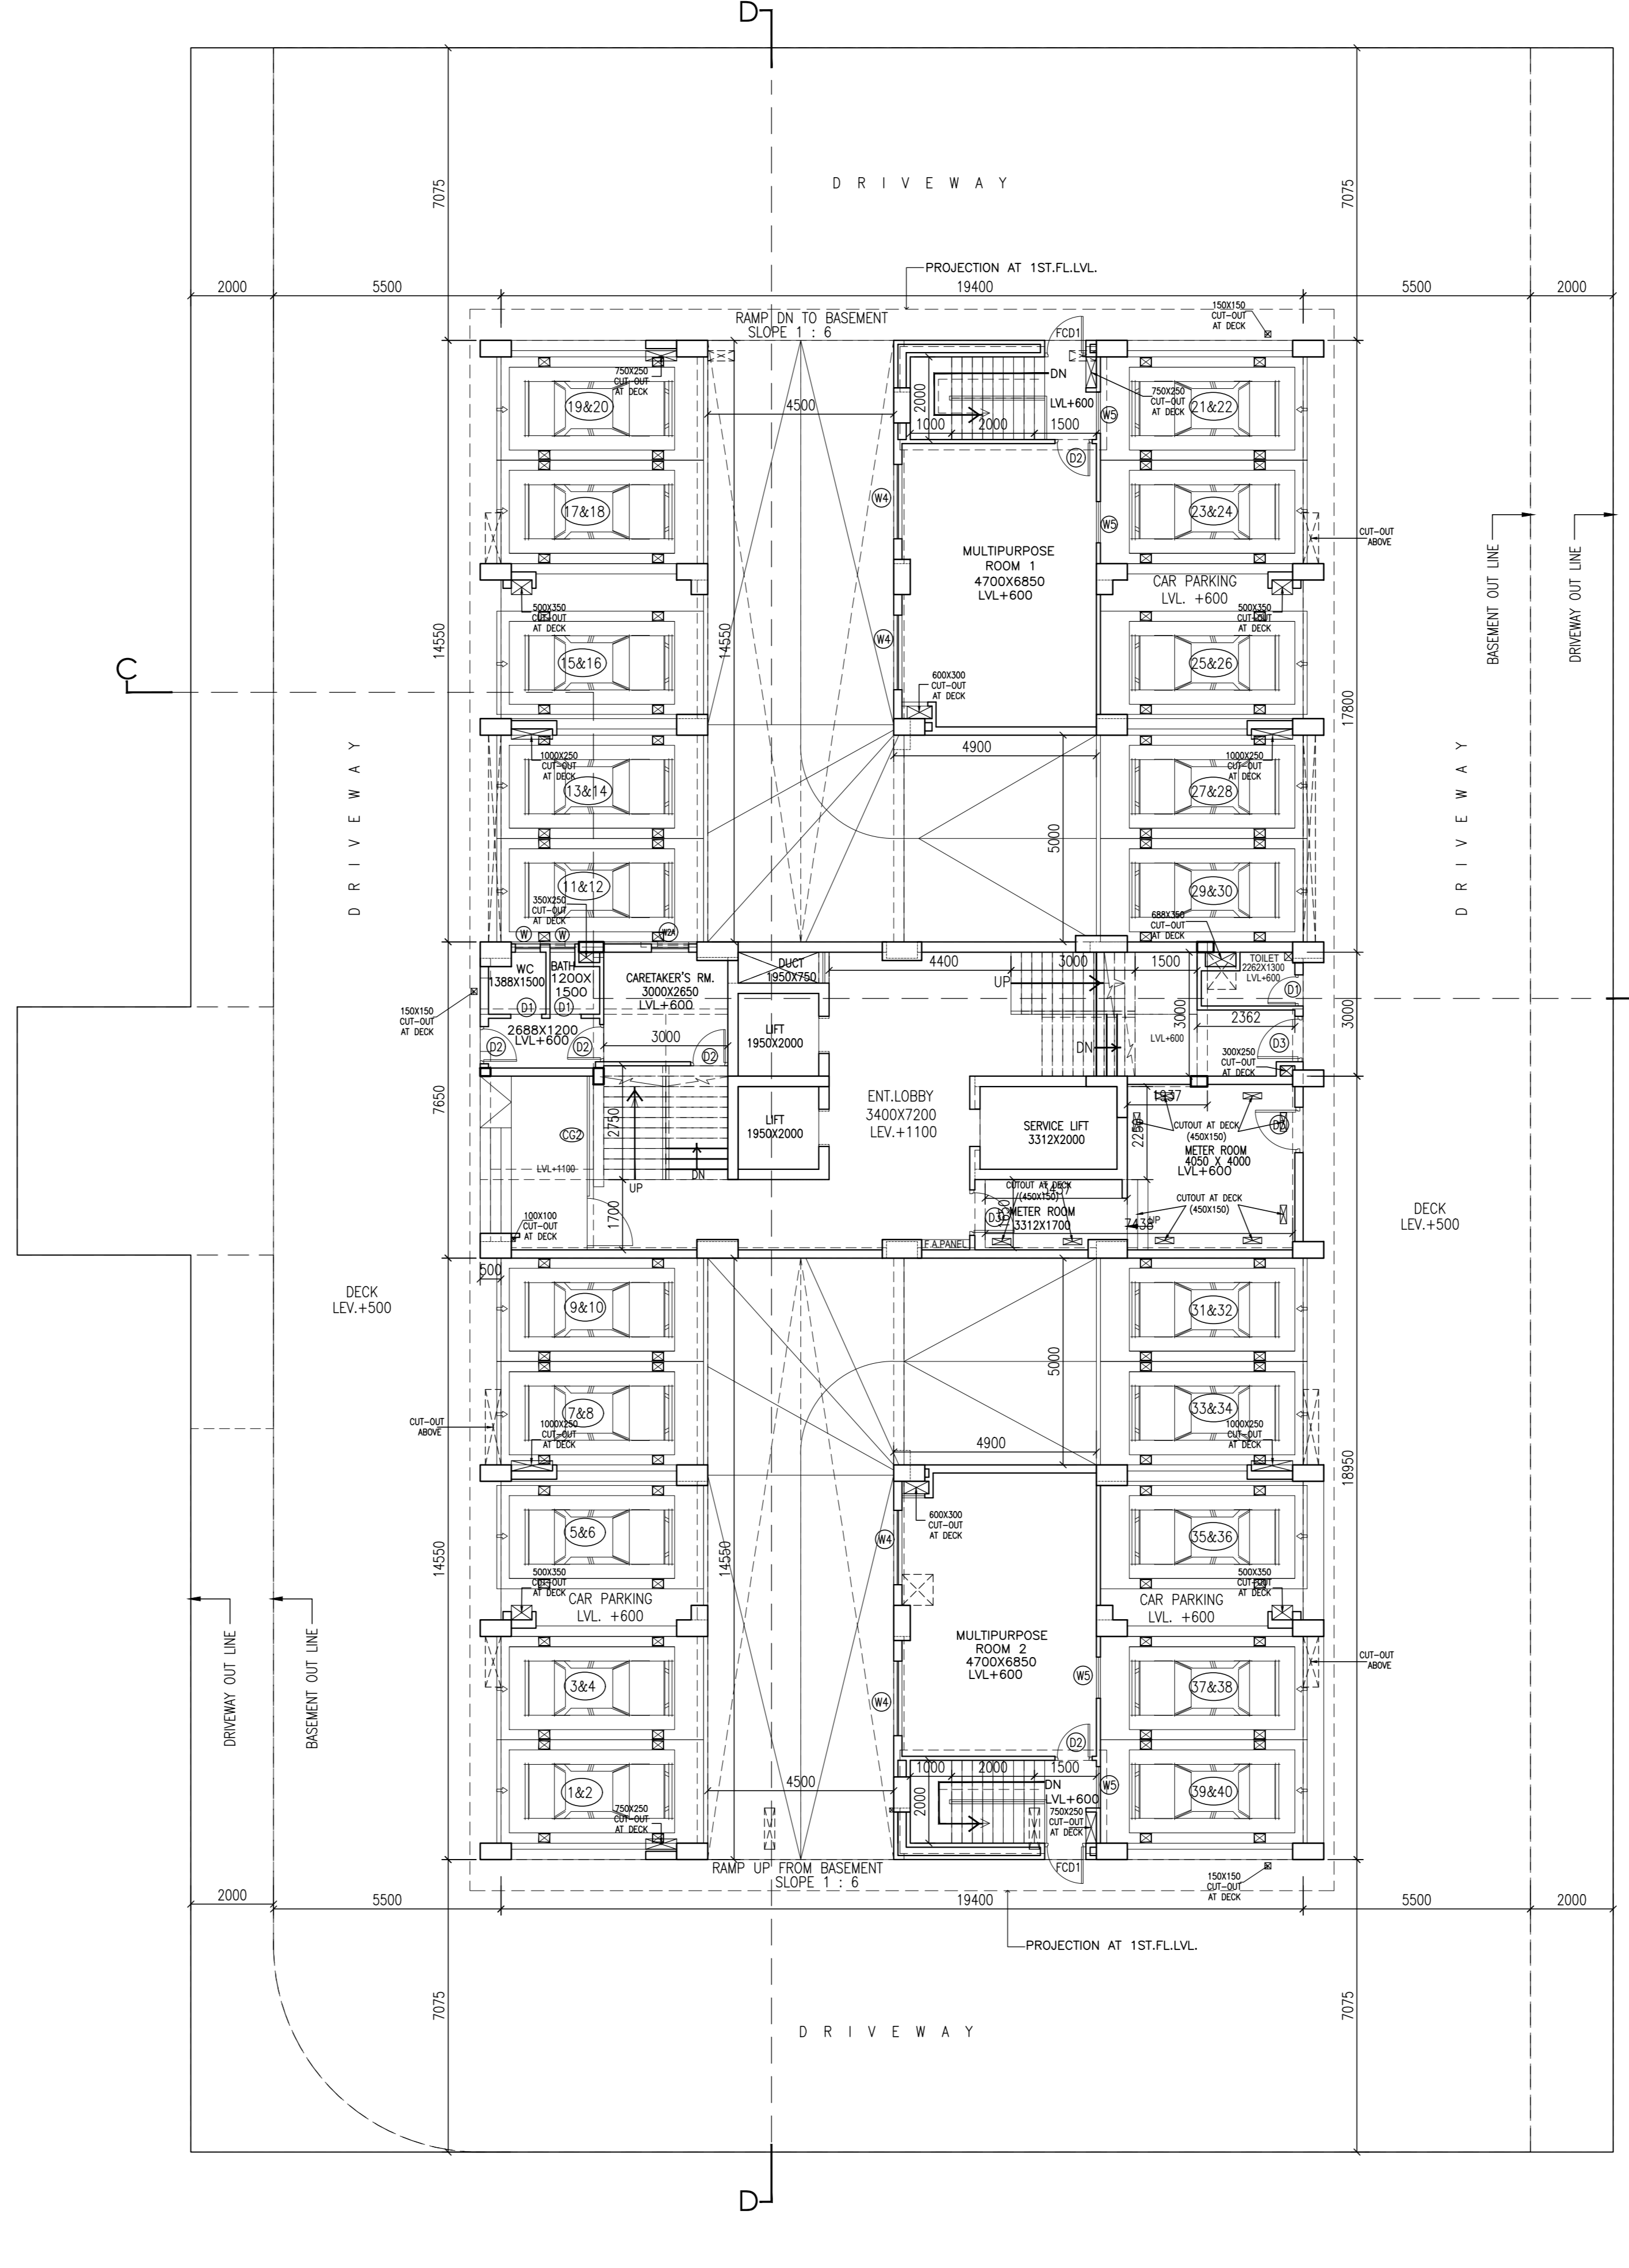 D
D R I V E W A Y
7075
7075
PROJECTION AT 1ST.FL.LVL.
2000
5500
19400
5500
2000
150X150
CUT-OUT
AT DECK
RAMP DN TO BASEMENT
SLOPE 1 : 6
FCD1
750X250
CUT-OUT
AT DECK
DN
750X250
CUT-OUT
AT DECK
LVL+600
19&20
4500
2000
1000
2000
1500
W5
21&22
D2
17&18
W4
W5
23&24
CUT-OUT
ABOVE
MULTIPURPOSE
ROOM 1
4700X6850
LVL+600
CAR PARKING
LVL. +600
BASEMENT OUT LINE
DRIVEWAY OUT LINE
500X350
CUT-OUT
AT DECK
500X350
CUT-OUT
AT DECK
14550
14550
W4
15&16
25&26
C
600X300
CUT-OUT
AT DECK
17800
4900
1000X250
CUT-OUT
AT DECK
1000X250
CUT-OUT
AT DECK
13&14
27&28
D R I V E W A Y
D R I V E W A Y
5000
11&12
29&30
350X250
CUT-OUT
AT DECK
688X350
CUT-OUT
AT DECK
W
W
W2A
WC
1388X1500
BATH
1200X
1500
CARETAKER'S RM.
3000X2650
LVL+600
DUCT
1950X750
4400
3000
1500
TOILET
2262X1300
LVL+600
UP
D1
D1
D1
150X150
CUT-OUT
AT DECK
2688X1200
LVL+600
D2
D2
3000
D2
LIFT
1950X2000
3000
2362
3000
DN
LVL+600
D3
300X250
CUT-OUT
AT DECK
7650
ENT.LOBBY
3400X7200
LEV.+1100
1937
2750
CG2
LIFT
1950X2000
SERVICE LIFT
3312X2000
2250
D2
CUTOUT AT DECK
(450X150)
METER ROOM
4050 X 4000
LVL+600
LVL+1100
UP
DN
CUTOUT AT DECK
(450X150)
CUTOUT AT DECK
(450X150)
100X100
CUT-OUT
AT DECK
1700
D3
METER ROOM
3312X1700
7438
UP
F.A.PANEL
DECK
LEV.+500
500
DECK
LEV.+500
9&10
31&32
5000
7&8
33&34
CUT-OUT
ABOVE
1000X250
CUT-OUT
AT DECK
1000X250
CUT-OUT
AT DECK
4900
18950
600X300
CUT-OUT
AT DECK
5&6
W4
35&36
14550
14550
500X350
CUT-OUT
AT DECK
500X350
CUT-OUT
AT DECK
CAR PARKING
LVL. +600
CAR PARKING
LVL. +600
DRIVEWAY OUT LINE
BASEMENT OUT LINE
MULTIPURPOSE
ROOM 2
4700X6850
LVL+600
CUT-OUT
ABOVE
3&4
W4
W5
37&38
D2
1000
2000
1500
4500
2000
DN
LVL+600
W5
1&2
39&40
750X250
CUT-OUT
AT DECK
750X250
CUT-OUT
AT DECK
RAMP UP FROM BASEMENT
SLOPE 1 : 6
FCD1
150X150
CUT-OUT
AT DECK
2000
5500
19400
5500
2000
PROJECTION AT 1ST.FL.LVL.
7075
7075
D R I V E W A Y
D